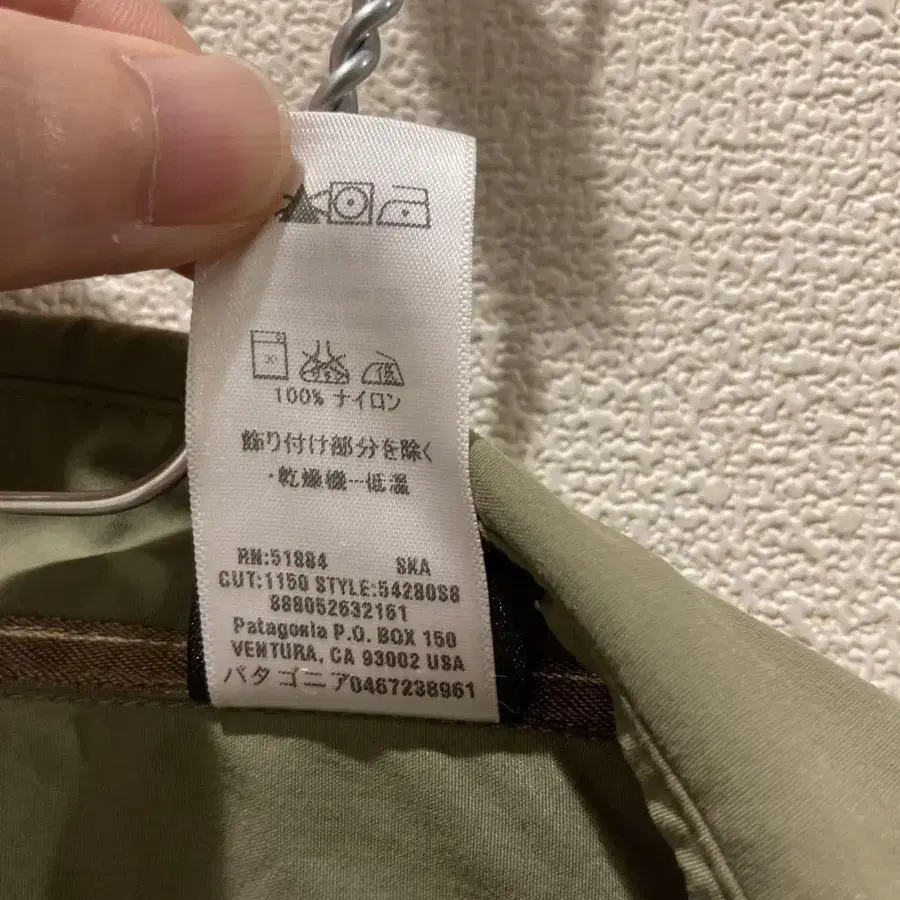 30
低
100% ナイロン
飾り付け部分を除く
・乾燥機−低温
RN:51884 SKA
CUT:1150 STYLE:54280S8
888052632161
Patagonia P.O. BOX 150
VENTURA, CA 93002 USA
パタゴニア0467238961